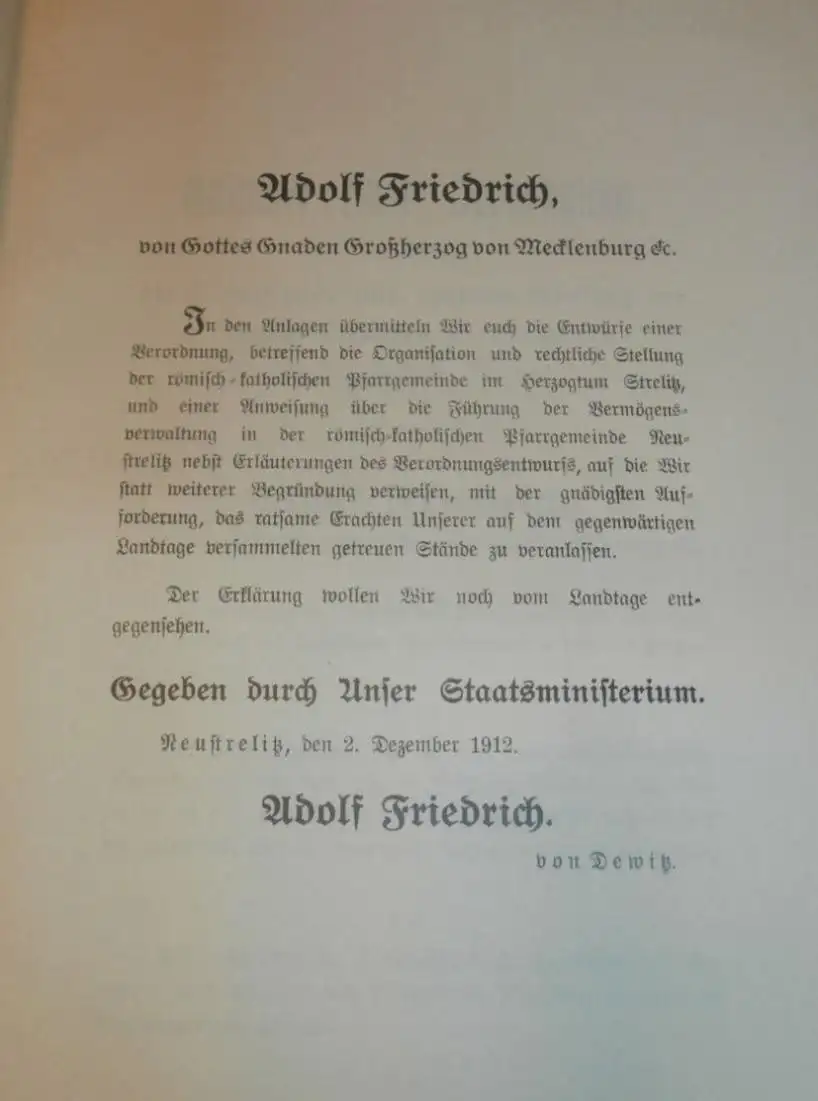 Adolf Friedrich,
von Gottes Gnaden Großherzog von Mecklenburg &c.
In den Anlagen übermitteln Wir euch die Entwürfe einer
Verordnung, betreffend die Organisation und rechtliche Stellung
der römisch-katholischen Pfarrgemeinde im Herzogtum Strelitz,
und einer Anweisung über die Führung der Vermögens-
verwaltung in der römisch-katholischen Pfarrgemeinde Neu-
strelitz nebst Erläuterungen des Verordnungsentwurfs, auf die Wir
statt weiterer Begründung verweisen, mit der gnädigsten Auf-
forderung, das ratsame Erachten Unserer auf dem gegenwärtigen
Landtage versammelten getreuen Stände zu veranlassen.
Der Erklärung wollen Wir noch vom Landtage ent-
gegensehen.
Gegeben durch Unser Staatsministerium.
Neustrelitz, den 2. Dezember 1912.
Adolf Friedrich.
von Dewitz.